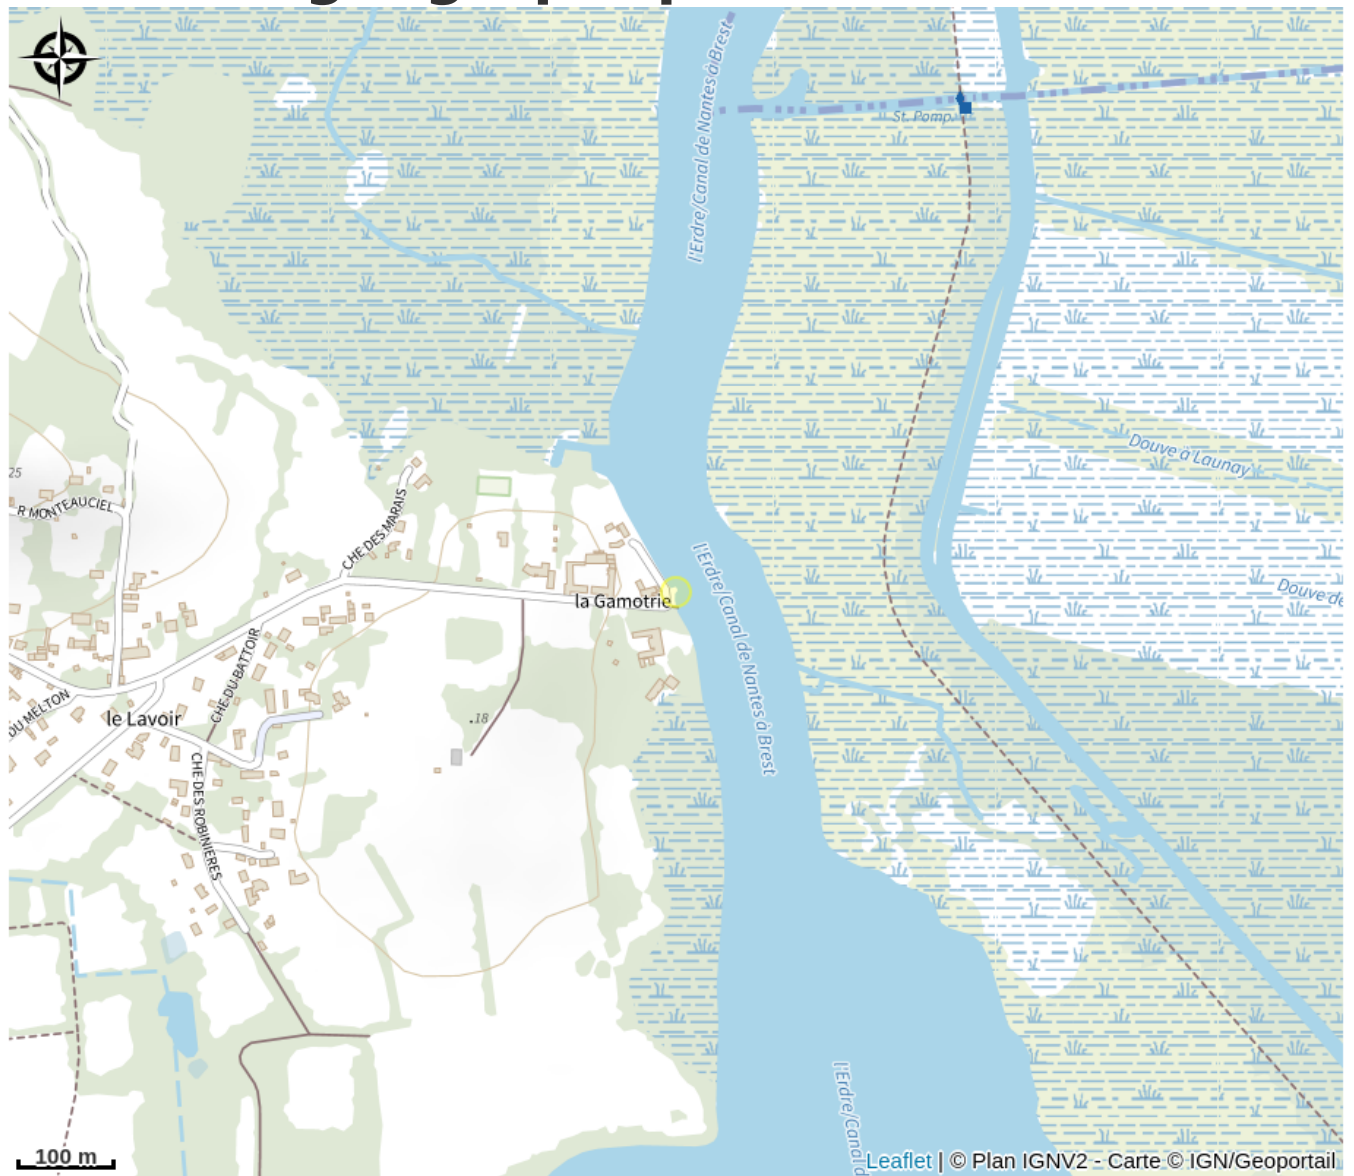 l'Erdre/Canal de Nantes à Brest
St. Pomp.
Douve à Launay
25
R MONTEAUCIEL
CHE DES MARAIS
l'Erdre/Canal de Nantes à Brest
la Gamotrie
Douve de
CHE DU BATTOIR
DU MELTON
le Lavoir
.18
CHE DES ROBINIERES
l'Erdre/Canal d
100 m
Leaflet | © Plan IGNV2 - Carte © IGN/Geoportail